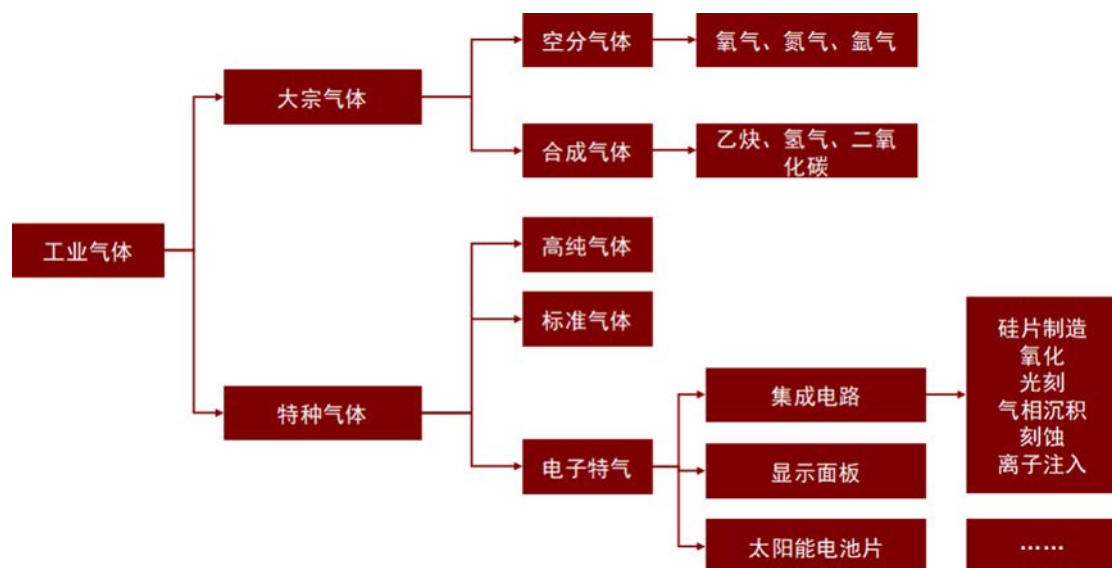 空分气体
氧气、氮气、氩气
大宗气体
合成气体
乙炔、氢气、二氧
化碳
工业气体
高纯气体
标准气体
特种气体
电子特气
集成电路
硅片制造
氧化
光刻
气相沉积
刻蚀
离子注入
显示面板
太阳能电池片
……